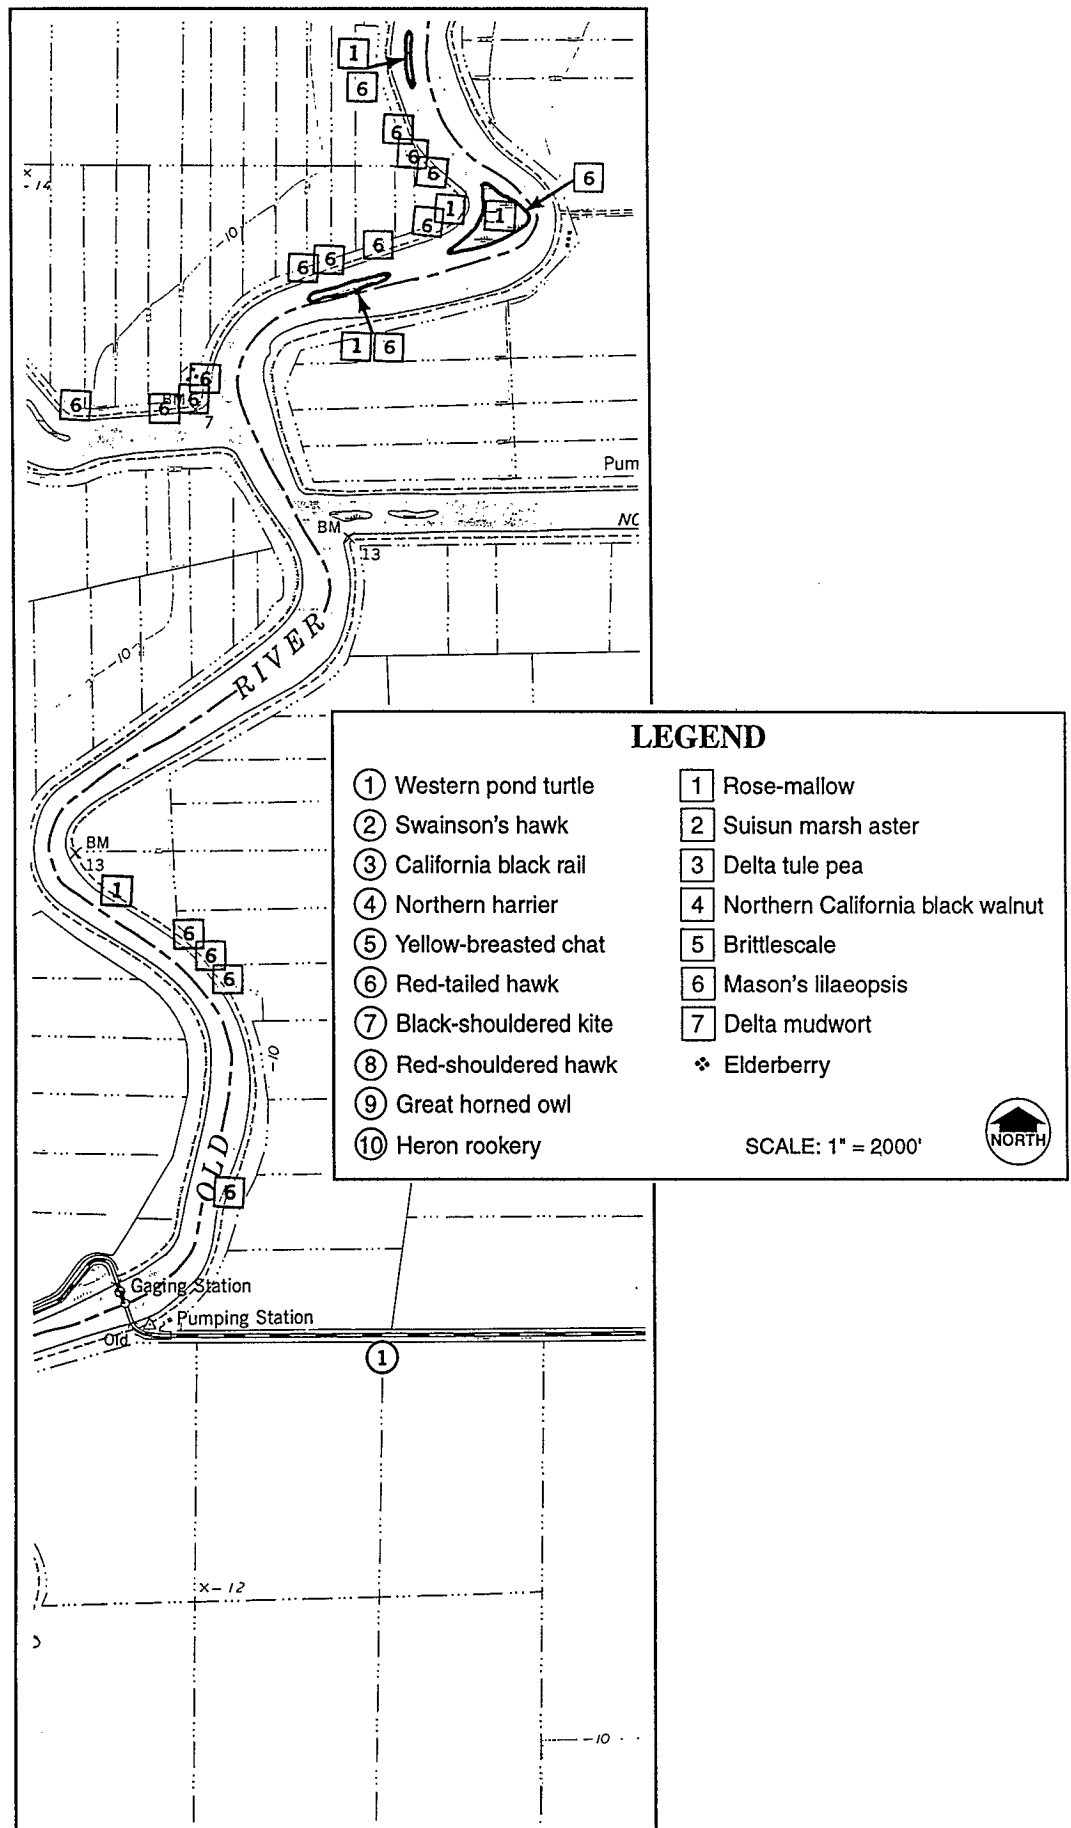 1
6
6
6
6
6
- 14
1
1
6
-10
6
6
6
1 6
6
6
BM
6
6
7
Pum
BM
NC
13
-10
RIVER
LEGEND
1 Western pond turtle
2 Swainson's hawk
3 California black rail
4 Northern harrier
5 Yellow-breasted chat
6 Red-tailed hawk
7 Black-shouldered kite
8 Red-shouldered hawk
9 Great horned owl
10 Heron rookery
1 Rose-mallow
2 Suisun marsh aster
3 Delta tule pea
4 Northern California black walnut
5 Brittlescale
6 Mason's lilaeopsis
7 Delta mudwort
Elderberry
SCALE: 1" = 2000'
NORTH
BM
13
1
6
6
6
-10
OLD
6
Gaging Station
Pumping Station
Old
1
×- 12
-10